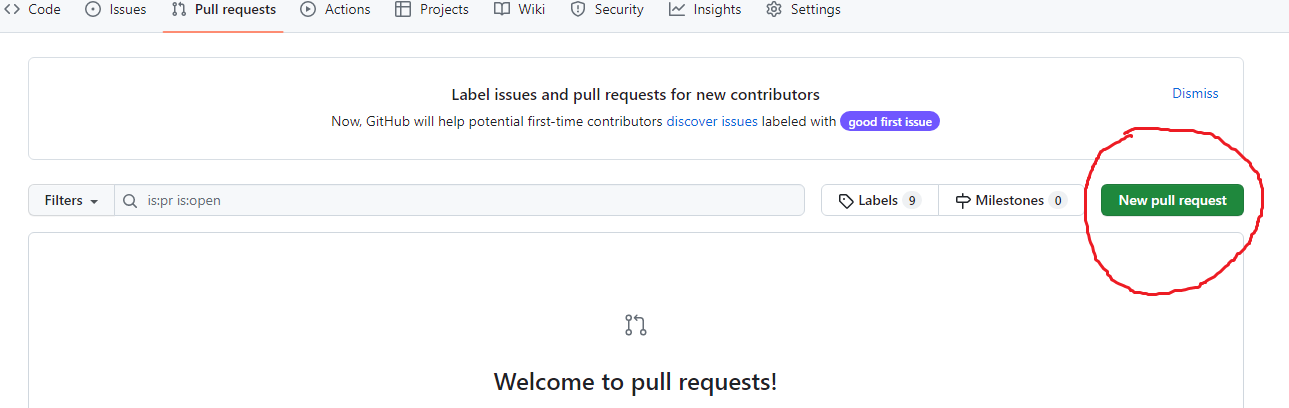 Code Issues Pull requests Actions Projects Wiki Security Insights Settings
Label issues and pull requests for new contributors
Dismiss
Now, GitHub will help potential first-time contributors discover issues labeled with good first issue
Filters is:pr is:open Labels 9 Milestones 0 New pull request
Welcome to pull requests!